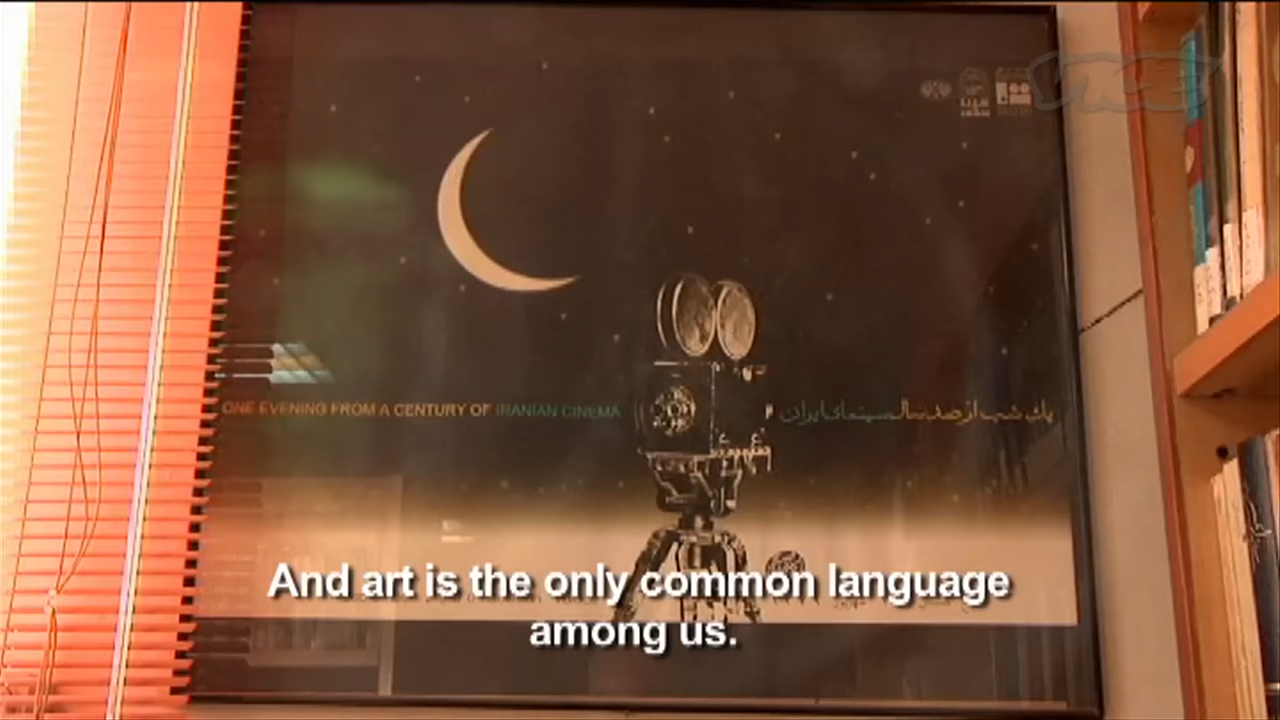 VICE
ONE EVENING FROM A CENTURY OF IRANIAN CINEMA
یک شب از صد سال سینمای ایران
And art is the only common language
among us.